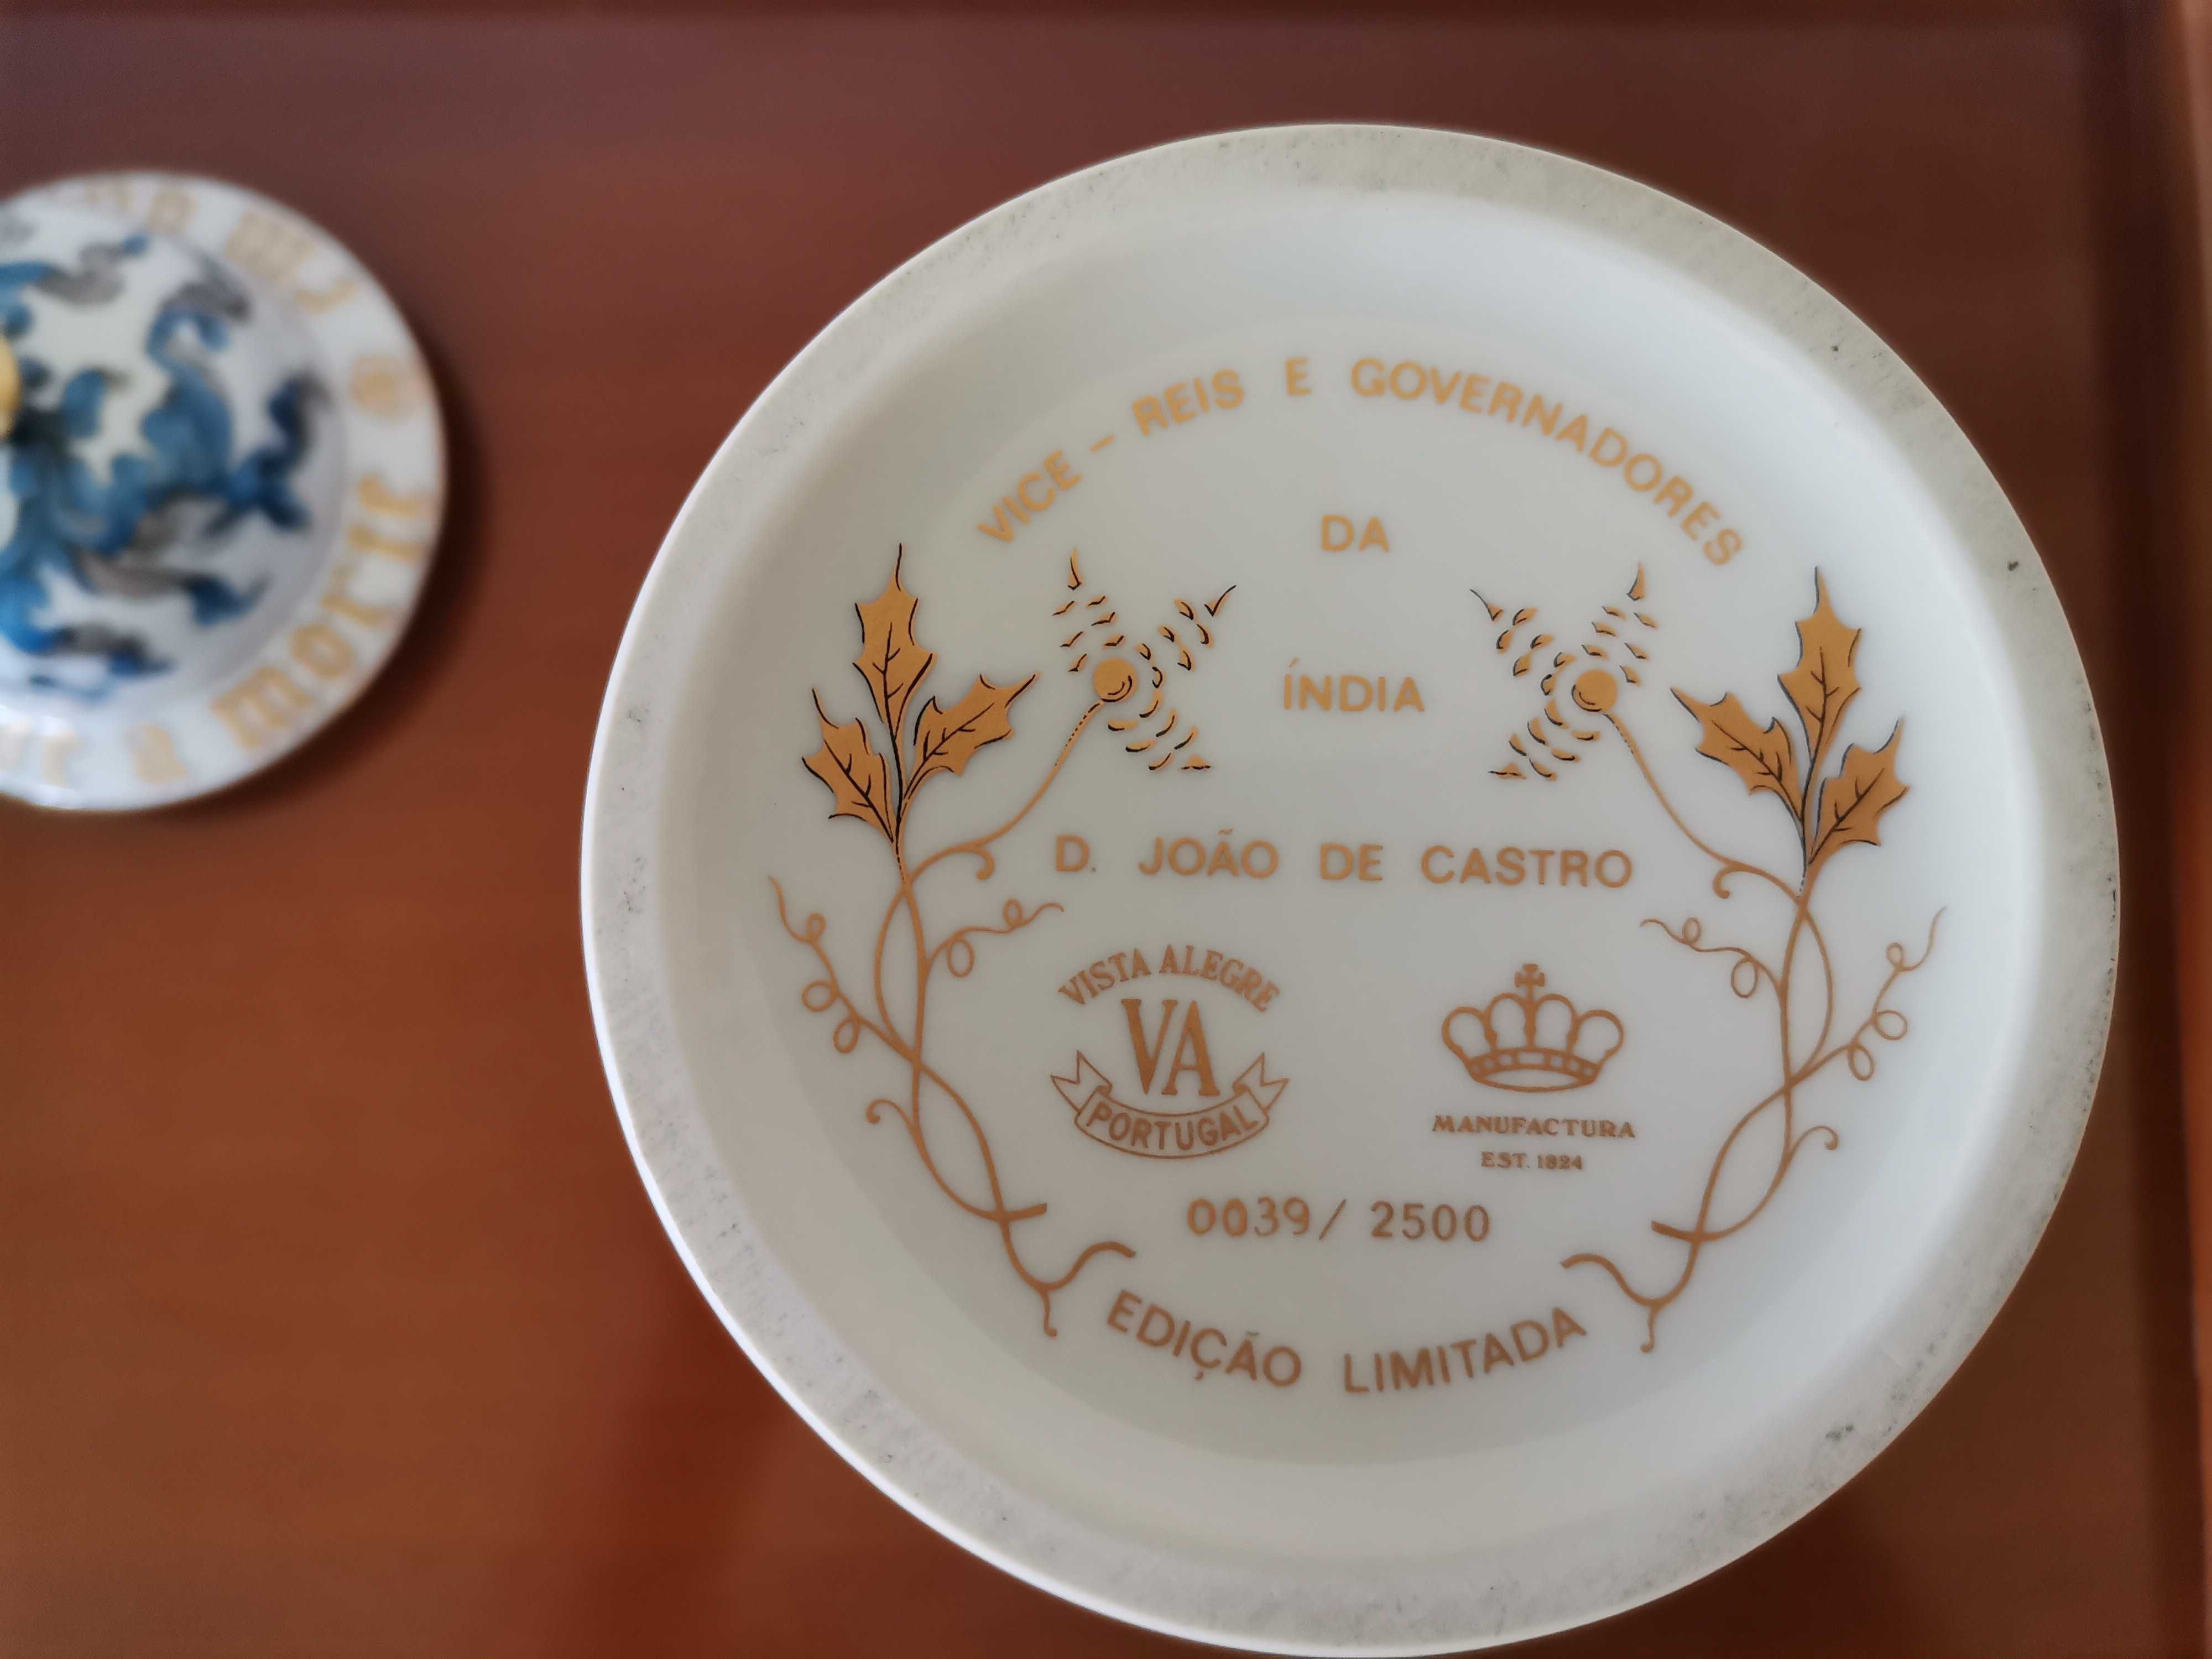 VICE – REIS E GOVERNADORES
DA
ÍNDIA
D. JOÃO DE CASTRO
VISTA ALEGRE
VA
PORTUGAL
MANUFACTURA
EST. 1824
0039/ 2500
EDIÇÃO LIMITADA
a morte e